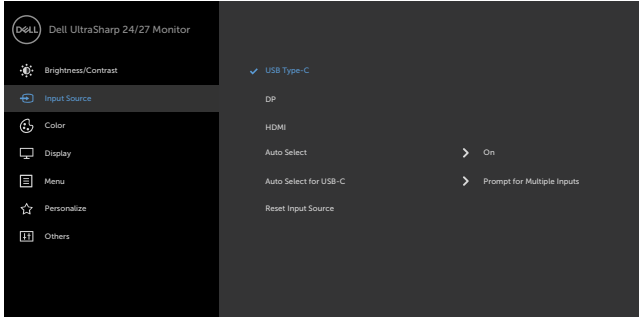 DELL Dell UltraSharp 24/27 Monitor
Brightness/Contrast
USB Type-C
Input Source
DP
Color
HDMI
Display
Auto Select On
Menu
Auto Select for USB-C Prompt for Multiple Inputs
Personalize
Reset Input Source
Others